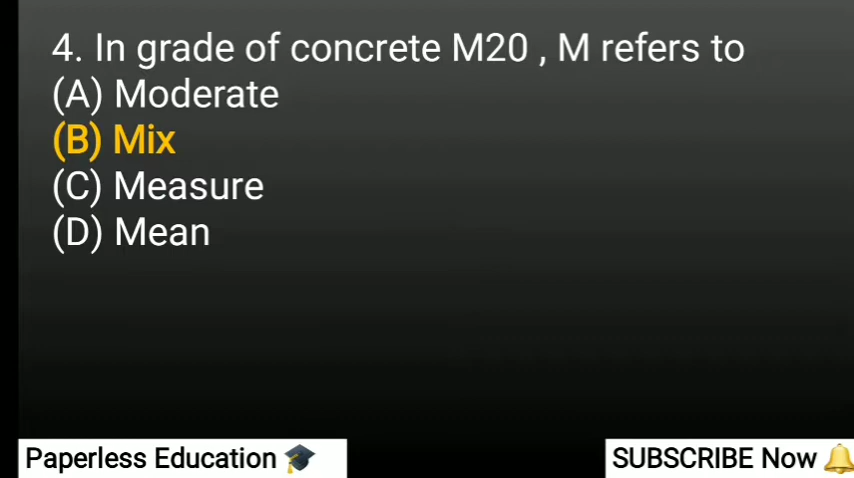 4. In grade of concrete M20 , M refers to
(A) Moderate
(B) Mix
(C) Measure
(D) Mean
Paperless Education 🎓
SUBSCRIBE Now 🔔